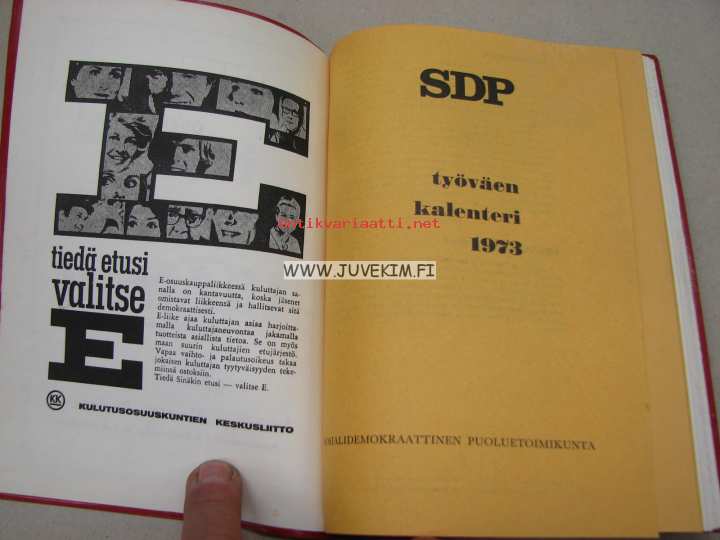 E
tiedä etusi
valitse
E
E-osuuskauppaliikkeessä kuluttajan sa-
nalla on kantavuutta, koska jäsenet
omistavat liikkeensä ja hallitsevat sitä
demokraattisesti.
E-liike ajaa kuluttajan asiaa harjoitta-
malla kuluttajaneuvontaa jakamalla
tuotteista asiallista tietoa. Se on myös
maan suurin kuluttajien etujärjestö.
Vapaa vaihto- ja palautusoikeus takaa
jokaisen kuluttajan tyytyväisyyden teke-
miinsä ostoksiin.
Tiedä Sinäkin etusi — valitse E.
KK
KULUTUSOSUUSKUNTIEN KESKUSLIITTO
SDP
työväen
kalenteri
1973
SOSIALIDEMOKRAATTINEN PUOLUETOIMIKUNTA
antikvariaatti.net
WWW.JUVEKIM.FI